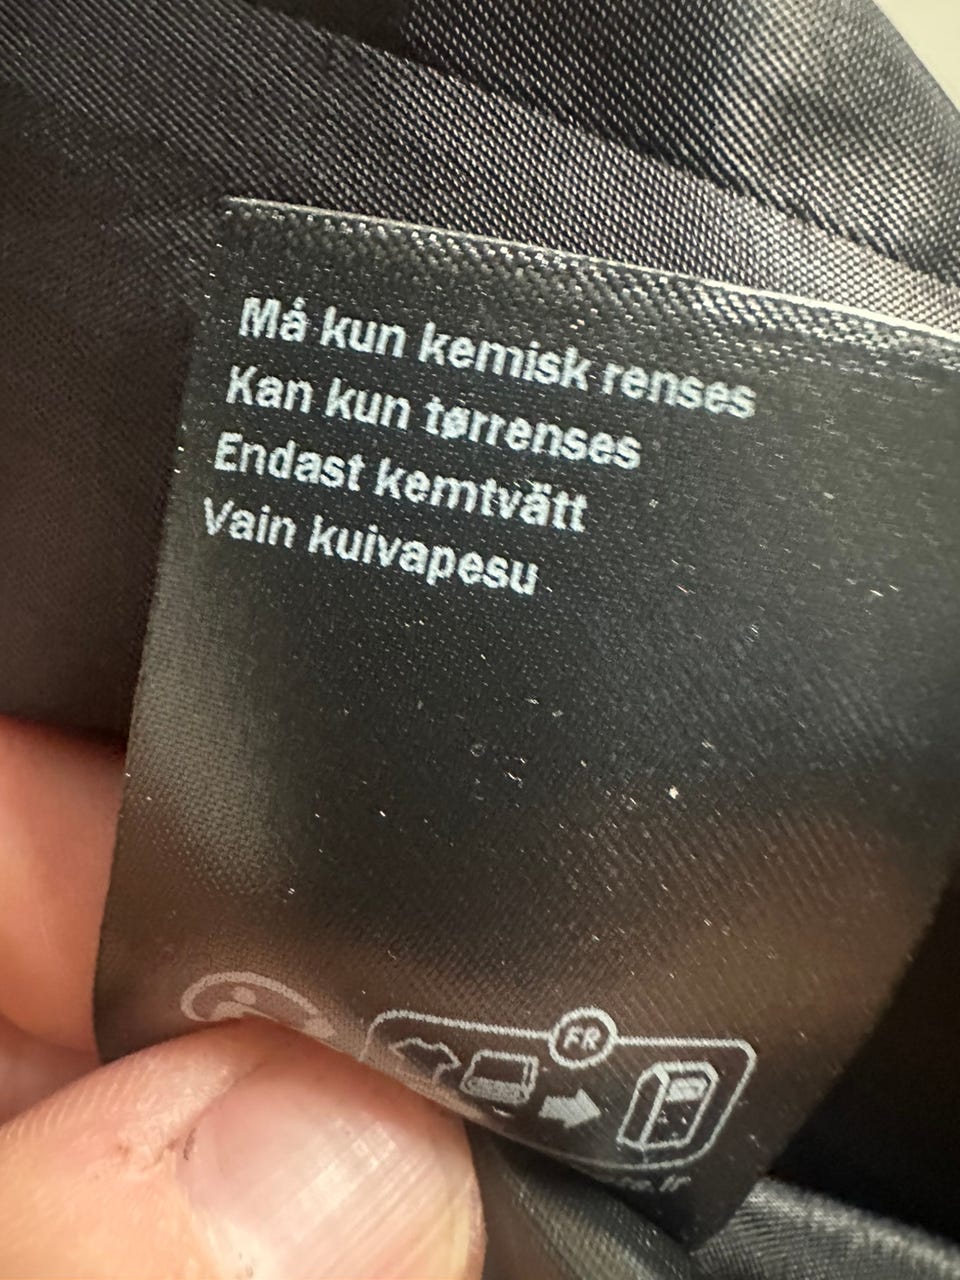 Må kun kemisk renses
Kan kun tørrenses
Endast kemtvätt
Vain kuivapesu
FR